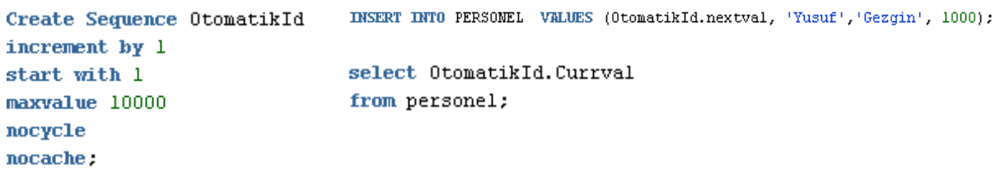 Create Sequence OtomatikId
increment by 1
start with 1
maxvalue 10000
nocycle
nocache;
INSERT INTO PERSONEL VALUES (OtomatikId.nextval, 'Yusuf','Gezgin', 1000);
select OtomatikId.Currval
from personel;